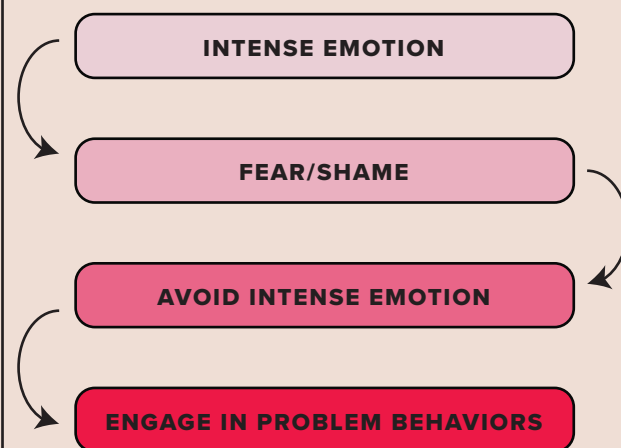 INTENSE EMOTION
FEAR/SHAME
AVOID INTENSE EMOTION
ENGAGE IN PROBLEM BEHAVIORS